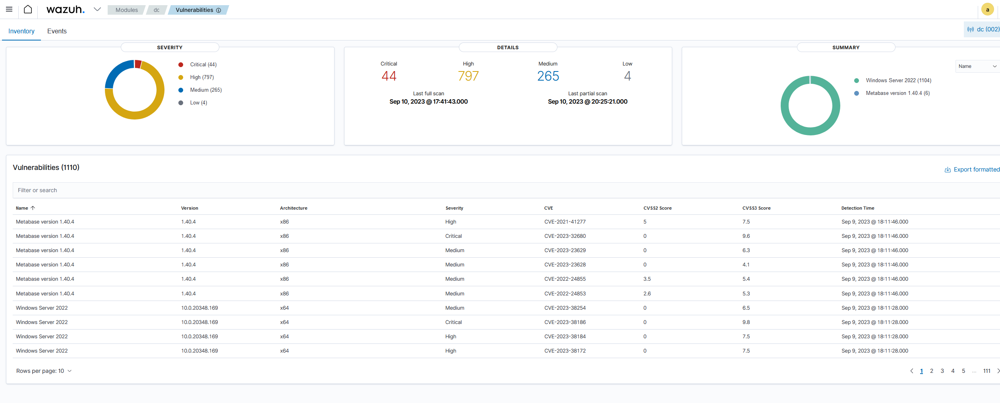 wazuh. Modules dc Vulnerabilities a
Inventory Events dc (002)
SEVERITY
Critical (44)
High (797)
Medium (265)
Low (4)
DETAILS
Critical High Medium Low
44 797 265 4
Last full scan Last partial scan
Sep 10, 2023 @ 17:41:43.000 Sep 10, 2023 @ 20:25:21.000
SUMMARY
Name
Windows Server 2022 (1104)
Metabase version 1.40.4 (6)
Vulnerabilities (1110)
Export formatted
Filter or search
Name Version Architecture Severity CVE CVSS2 Score CVSS3 Score Detection Time
Metabase version 1.40.4 1.40.4 x86 High CVE-2021-41277 5 7.5 Sep 9, 2023 @ 18:11:46.000
Metabase version 1.40.4 1.40.4 x86 Critical CVE-2023-32680 0 9.6 Sep 9, 2023 @ 18:11:46.000
Metabase version 1.40.4 1.40.4 x86 Medium CVE-2023-23629 0 6.3 Sep 9, 2023 @ 18:11:46.000
Metabase version 1.40.4 1.40.4 x86 Medium CVE-2023-23628 0 4.1 Sep 9, 2023 @ 18:11:46.000
Metabase version 1.40.4 1.40.4 x86 Medium CVE-2022-24855 3.5 5.4 Sep 9, 2023 @ 18:11:46.000
Metabase version 1.40.4 1.40.4 x86 Medium CVE-2022-24853 2.6 5.3 Sep 9, 2023 @ 18:11:46.000
Windows Server 2022 10.0.20348.169 x64 Medium CVE-2023-38254 0 6.5 Sep 9, 2023 @ 18:11:28.000
Windows Server 2022 10.0.20348.169 x64 Critical CVE-2023-38186 0 9.8 Sep 9, 2023 @ 18:11:28.000
Windows Server 2022 10.0.20348.169 x64 High CVE-2023-38184 0 7.5 Sep 9, 2023 @ 18:11:28.000
Windows Server 2022 10.0.20348.169 x64 High CVE-2023-38172 0 7.5 Sep 9, 2023 @ 18:11:28.000
Rows per page: 10 1 2 3 4 5 ... 111